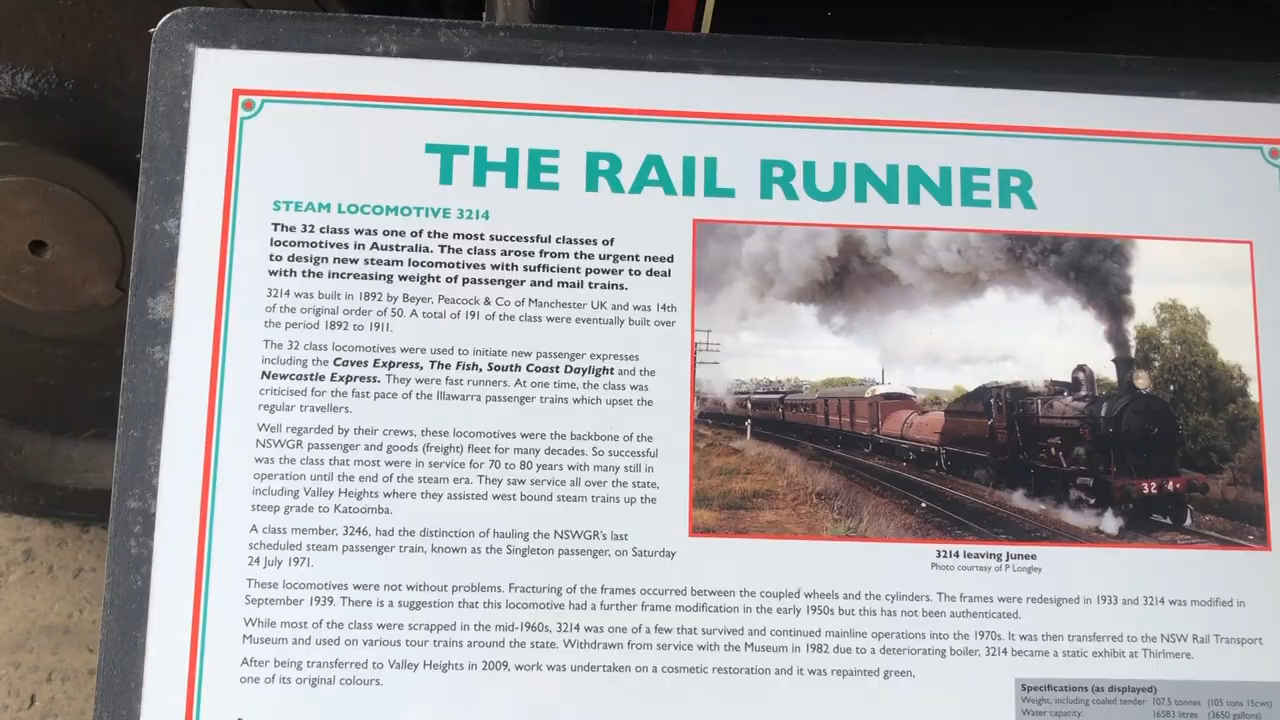 THE RAIL RUNNER
STEAM LOCOMOTIVE 3214
The 32 class was one of the most successful classes of
locomotives in Australia. The class arose from the urgent need
to design new steam locomotives with sufficient power to deal
with the increasing weight of passenger and mail trains.
3214 was built in 1892 by Beyer, Peacock & Co of Manchester UK and was 14th
of the original order of 50. A total of 191 of the class were eventually built over
the period 1892 to 1911.
The 32 class locomotives were used to initiate new passenger expresses
including the Caves Express, The Fish, South Coast Daylight and the
Newcastle Express. They were fast runners. At one time, the class was
criticised for the fast pace of the Illawarra passenger trains which upset the
regular travellers.
Well regarded by their crews, these locomotives were the backbone of the
NSWGR passenger and goods (freight) fleet for many decades. So successful
was the class that most were in service for 70 to 80 years with many still in
operation until the end of the steam era. They saw service all over the state,
including Valley Heights where they assisted west bound steam trains up the
steep grade to Katoomba.
A class member, 3246, had the distinction of hauling the NSWGR's last
scheduled steam passenger train, known as the Singleton passenger, on Saturday
24 July 1971.
32 4
3214 leaving Junee
Photo courtesy of P Longley
These locomotives were not without problems. Fracturing of the frames occurred between the coupled wheels and the cylinders. The frames were redesigned in 1933 and 3214 was modified in
September 1939. There is a suggestion that this locomotive had a further frame modification in the early 1950s but this has not been authenticated.
While most of the class were scrapped in the mid-1960s, 3214 was one of a few that survived and continued mainline operations into the 1970s. It was then transferred to the NSW Rail Transport
Museum and used on various tour trains around the state. Withdrawn from service with the Museum in 1982 due to a deteriorating boiler, 3214 became a static exhibit at Thirlmere.
After being transferred to Valley Heights in 2009, work was undertaken on a cosmetic restoration and it was repainted green,
one of its original colours.
Specifications (as displayed)
Weight, including coaled tender: 107.5 tonnes (105 tons 15cwt)
Water capacity: 16583 litres (3650 gallons)